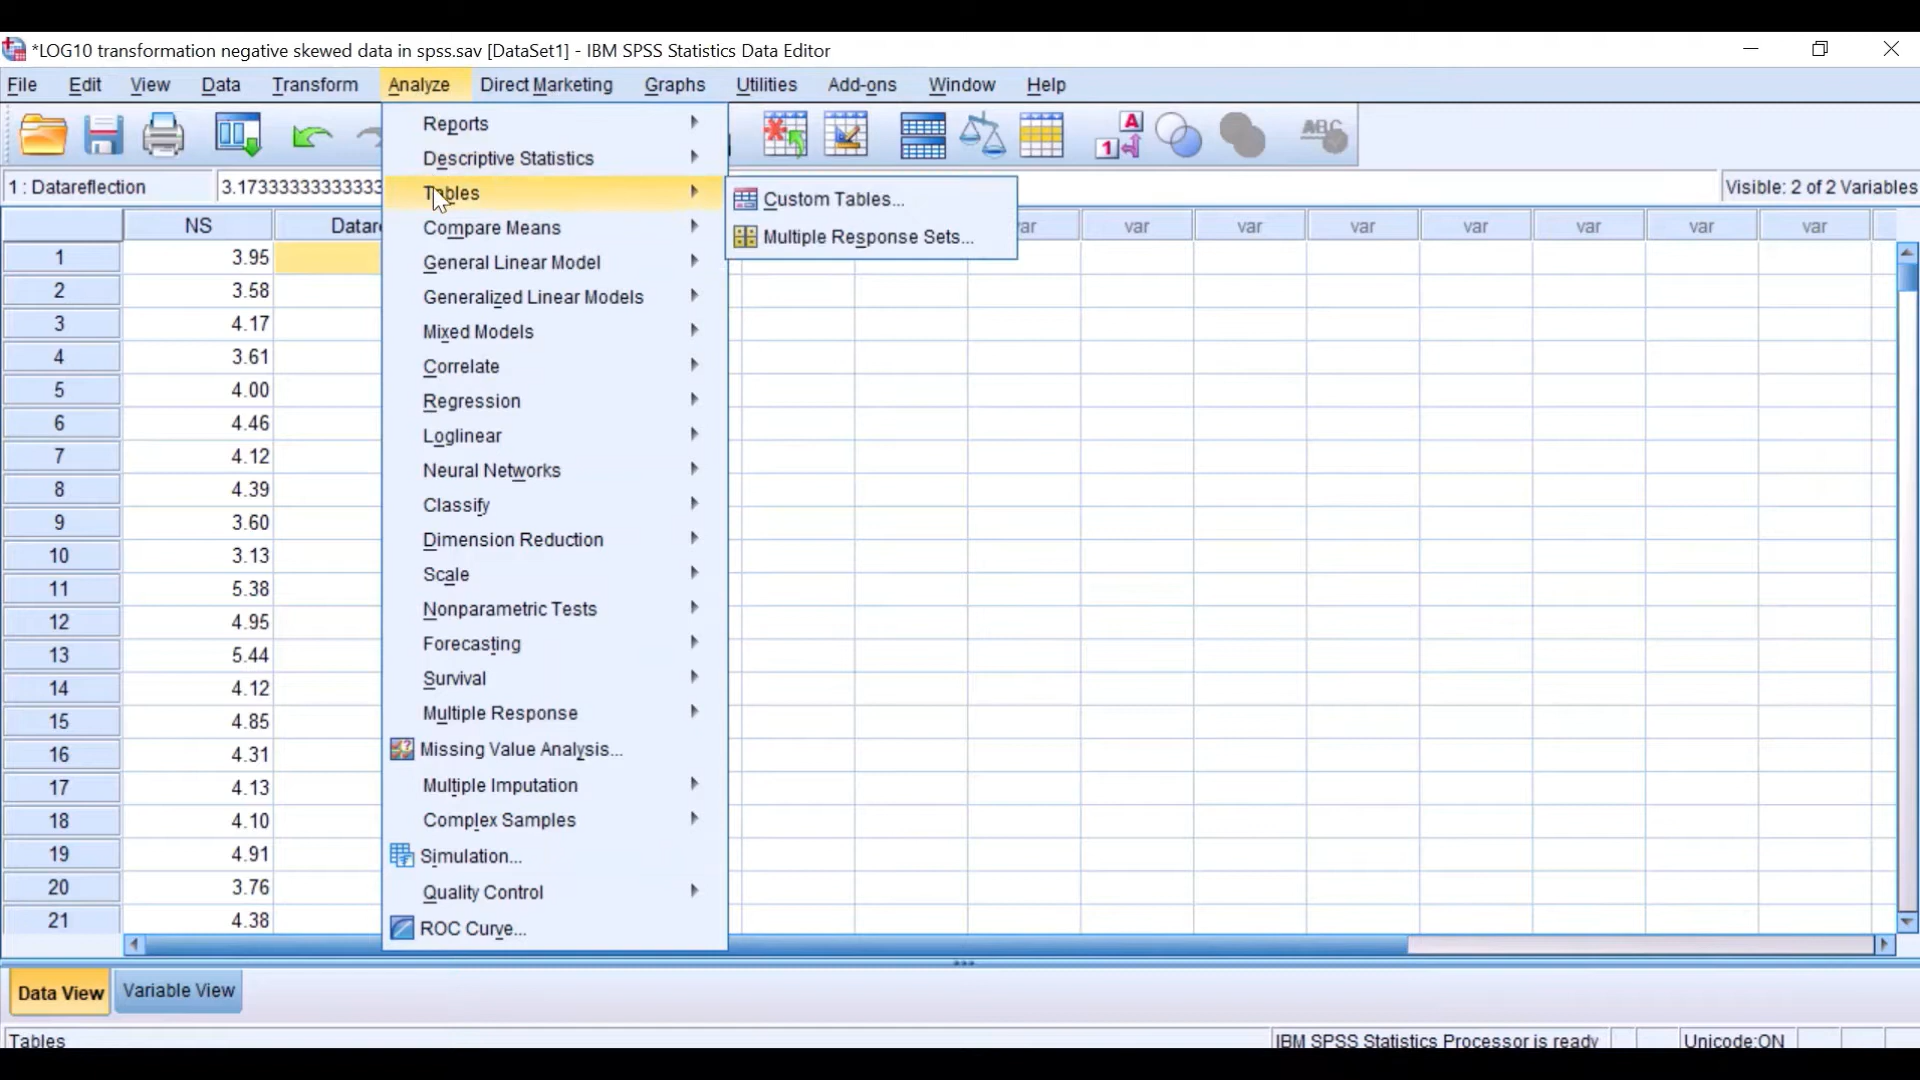 *LOG10 transformation negative skewed data in spss.sav [DataSet1] - IBM SPSS Statistics Data Editor
File Edit View Data Transform Analyze Direct Marketing Graphs Utilities Add-ons Window Help
1 : Datareflection 3.17333333333333 Visible: 2 of 2 Variables
Reports
Descriptive Statistics
Tables
Compare Means
General Linear Model
Generalized Linear Models
Mixed Models
Correlate
Regression
Loglinear
Neural Networks
Classify
Dimension Reduction
Scale
Nonparametric Tests
Forecasting
Survival
Multiple Response
Missing Value Analysis...
Multiple Imputation
Complex Samples
Simulation...
Quality Control
ROC Curve...
Custom Tables...
Multiple Response Sets...
A
1
ABC
NS Datare var var var var var var var
1 3.95
2 3.58
3 4.17
4 3.61
5 4.00
6 4.46
7 4.12
8 4.39
9 3.60
10 3.13
11 5.38
12 4.95
13 5.44
14 4.12
15 4.85
16 4.31
17 4.13
18 4.10
19 4.91
20 3.76
21 4.38
Data View Variable View
Tables IBM SPSS Statistics Processor is ready Unicode:ON